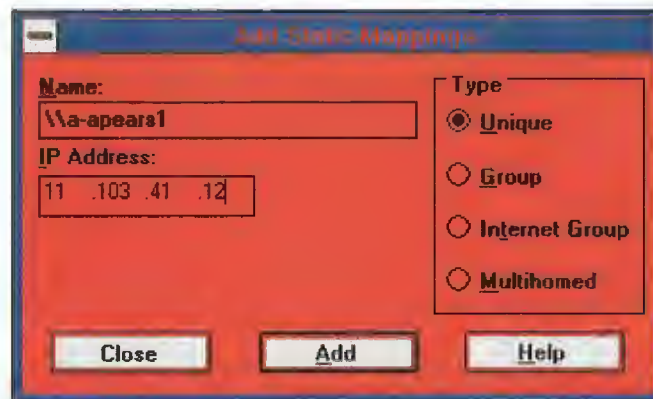 Add Static Mappings
Name:
\\a-apears1
IP Address:
11 .103 .41 .12
Type
Unique
Group
Internet Group
Multihomed
Close
Add
Help